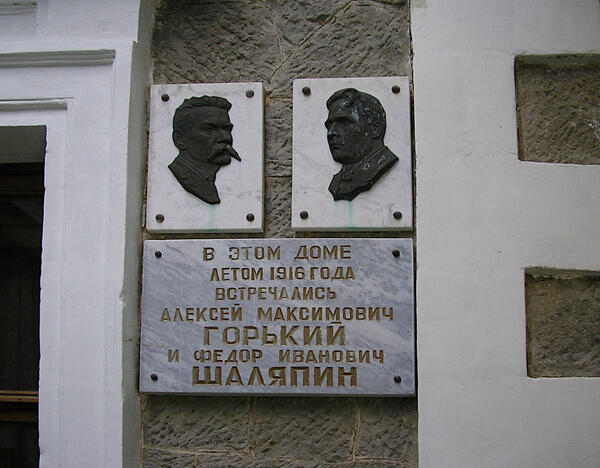 В ЭТОМ ДОМЕ
ЛЕТОМ 1916 ГОДА
ВСТРЕЧАЛИСЬ
АЛЕКСЕЙ МАКСИМОВИЧ
ГОРЬКИЙ
И ФЕДОР ИВАНОВИЧ
ШАЛЯПИН